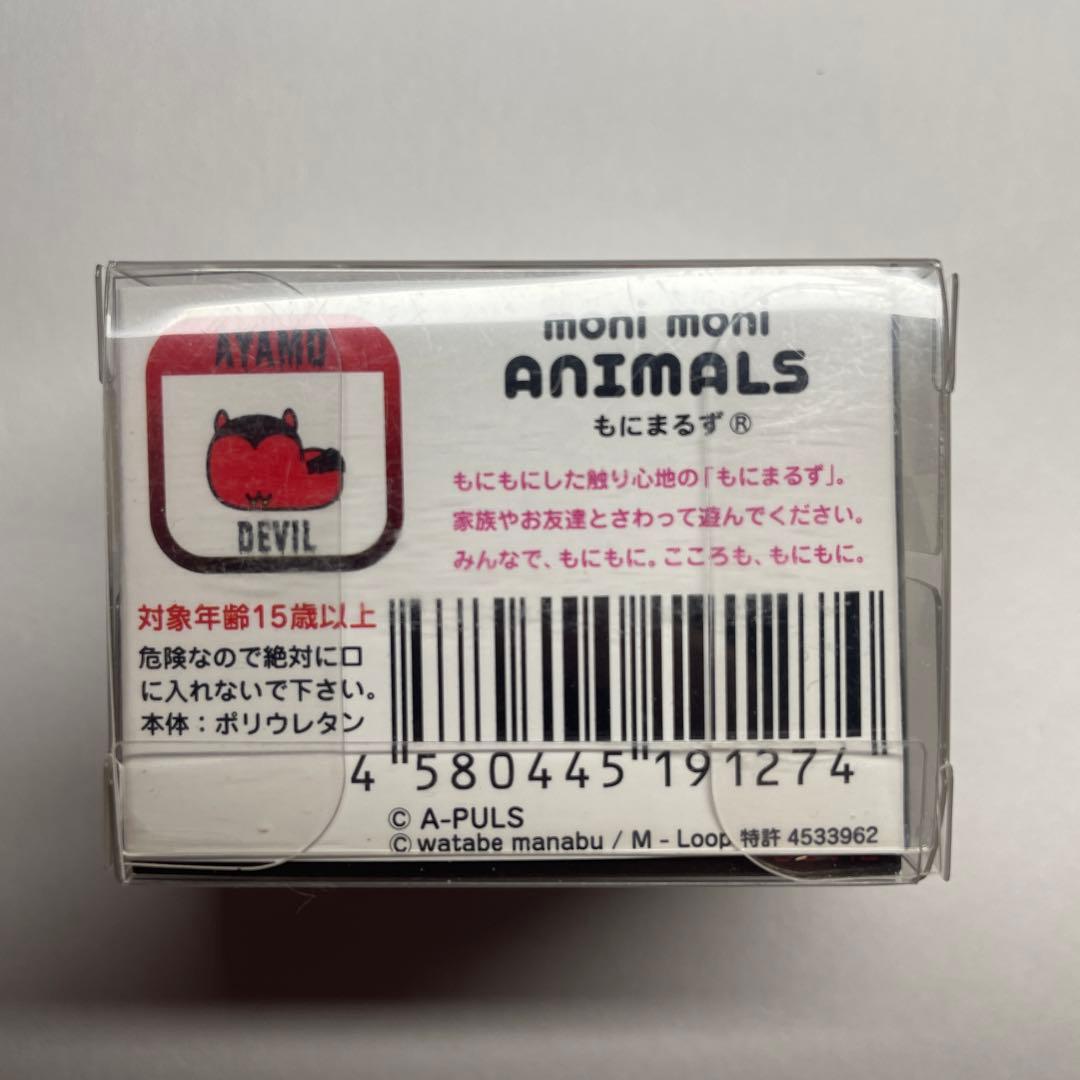 AYAMO
DEVIL
moni moni
ANIMALS
もにまるず®
もにもにした触り心地の「もにまるず」。
家族やお友達とさわって遊んでください。
みんなで、もにもに。こころも、もにもに。
対象年齢15歳以上
危険なので絶対に口
に入れないで下さい。
本体：ポリウレタン
4 580445 191274
© A-PULS
© watabe manabu / M - Loop 特許 4533962